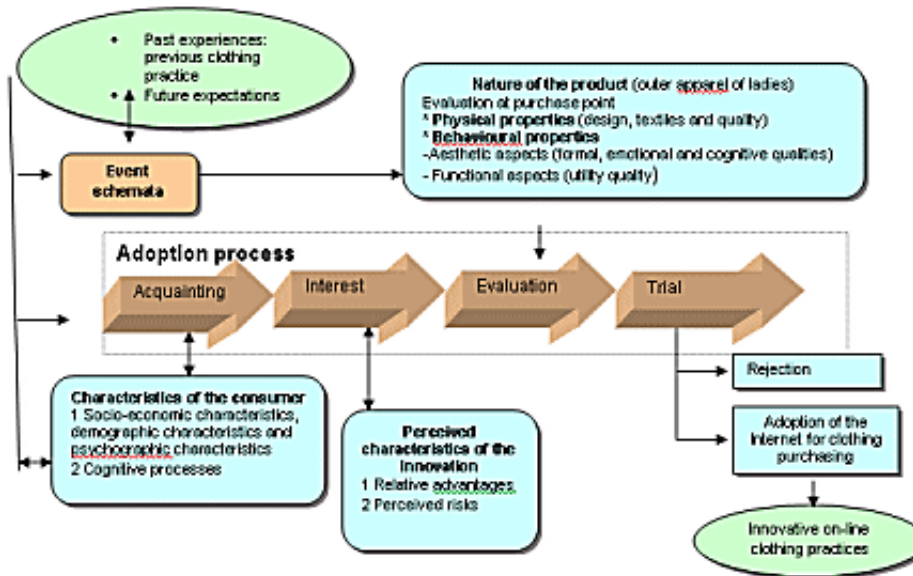 • Past experiences:
previous clothing
practice
• Future expectations
Nature of the product (outer apparel of ladies)
Evaluation at purchase point
* Physical properties (design, textiles and quality)
* Behavioural properties
-Aesthetic aspects (formal, emotional and cognitive qualities)
- Functional aspects (utility quality)
Event
schemata
Adoption process
Acquainting
Interest
Evaluation
Trial
Characteristics of the consumer
1 Socio-economic characteristics,
demographic characteristics and
psychographic characteristics
2 Cognitive processes
Perceived
characteristics of the
Innovation
1 Relative advantages
2 Perceived risks
Rejection
Adoption of the
Internet for clothing
purchasing
Innovative on-line
clothing practices